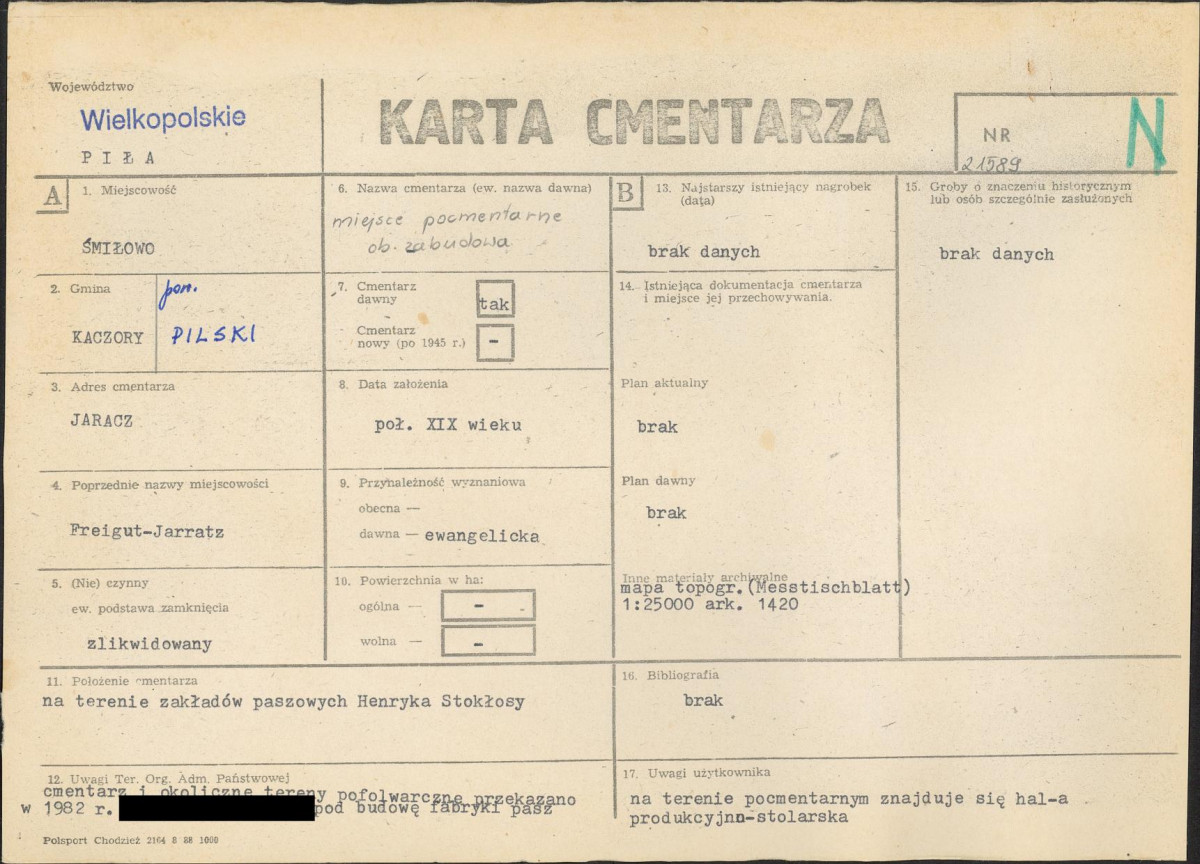 Województwo
Wielkopolskie
PIŁA
KARTA CMENTARZA
NR
21589
N
A
1. Miejscowość
ŚMIŁOWO
2. Gmina
KACZORY
pow.
PILSKI
3. Adres cmentarza
JARACZ
4. Poprzednie nazwy miejscowości
Freigut-Jarratz
5. (Nie) czynny
ew. podstawa zamknięcia
zlikwidowany
6. Nazwa cmentarza (ew. nazwa dawna)
miejsce pocmentarne
ob. zabudowa
7. Cmentarz
dawny
tak
Cmentarz
nowy (po 1945 r.)
-
8. Data założenia
poł. XIX wieku
9. Przynależność wyznaniowa
obecna —
dawna — ewangelicka
10. Powierzchnia w ha:
ogólna — -
wolna — -
11. Położenie cmentarza
na terenie zakładów paszowych Henryka Stokłosy
12. Uwagi Ter. Org. Adm. Państwowej
cmentarz i okoliczne tereny pofolwarczne przekazano
w 1982 r. pod budowę fabryki pasz
B
13. Najstarszy istniejący nagrobek
(data)
brak danych
14. Istniejąca dokumentacja cmentarza
i miejsce jej przechowywania.
Plan aktualny
brak
Plan dawny
brak
Inne materiały archiwalne
mapa topogr. (Messtischblatt)
1:25000 ark. 1420
15. Groby o znaczeniu historycznym
lub osób szczególnie zasłużonych
brak danych
16. Bibliografia
brak
17. Uwagi użytkownika
na terenie pocmentarnym znajduje się hal-a
produkcyjnn-stolarska
Polsport Chodzież 2164 8 88 1000